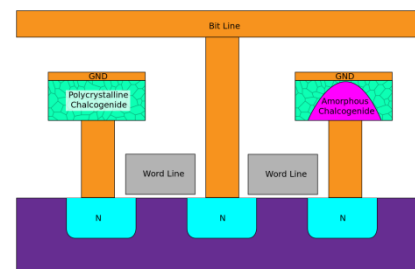 Bit Line
GND
GND
Polycrystalline
Chalcogenide
Amorphous
Chalcogenide
Word Line
Word Line
N
N
N